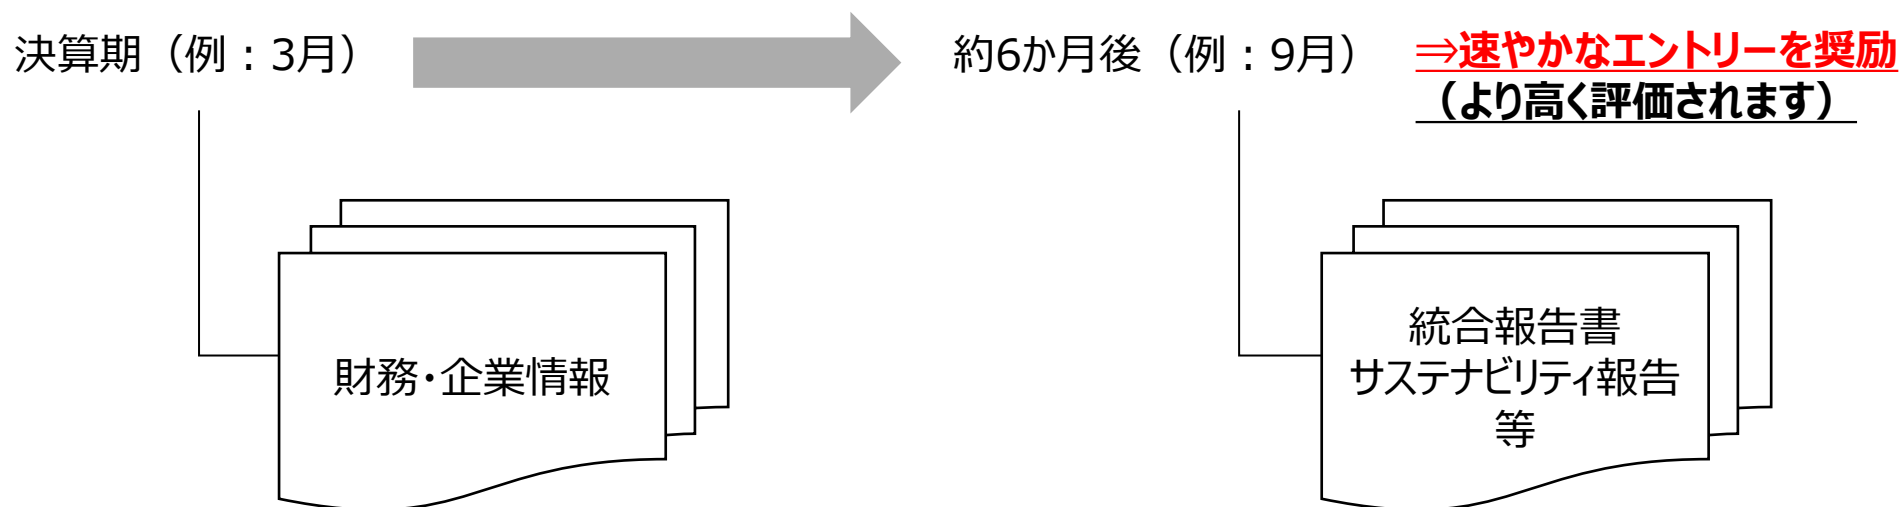 決算期（例：3月）
約6か月後（例：9月）
⇒速やかなエントリーを奨励
（より高く評価されます）
財務・企業情報
統合報告書
サステナビリティ報告
等